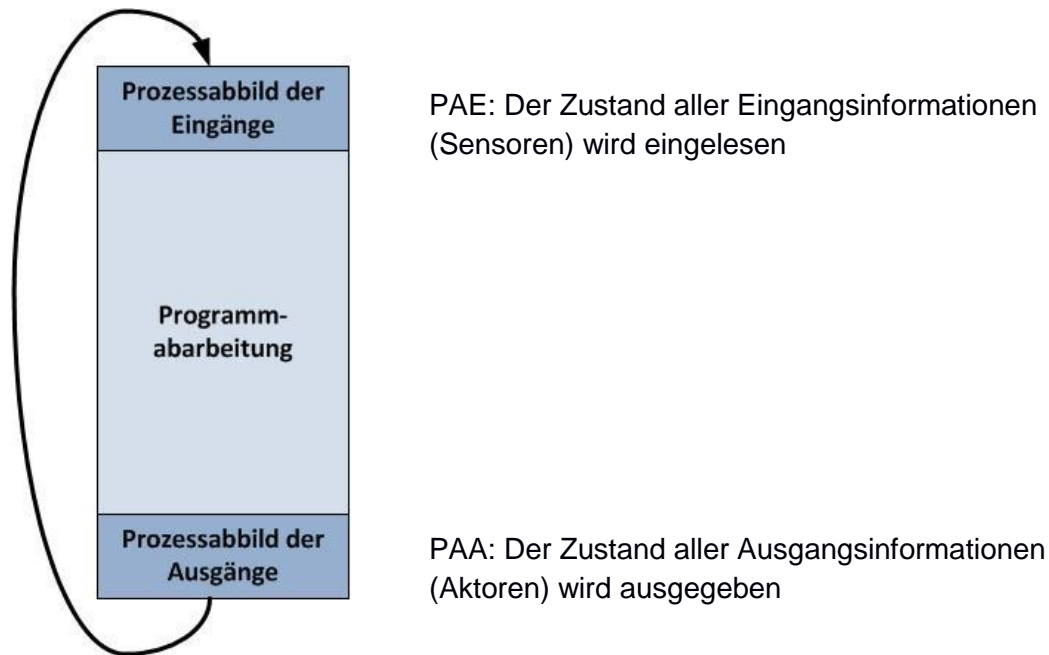 Prozessabbild der
Eingänge
PAE: Der Zustand aller Eingangsinformationen
(Sensoren) wird eingelesen
Programm-
abarbeitung
Prozessabbild der
Ausgänge
PAA: Der Zustand aller Ausgangsinformationen
(Aktoren) wird ausgegeben